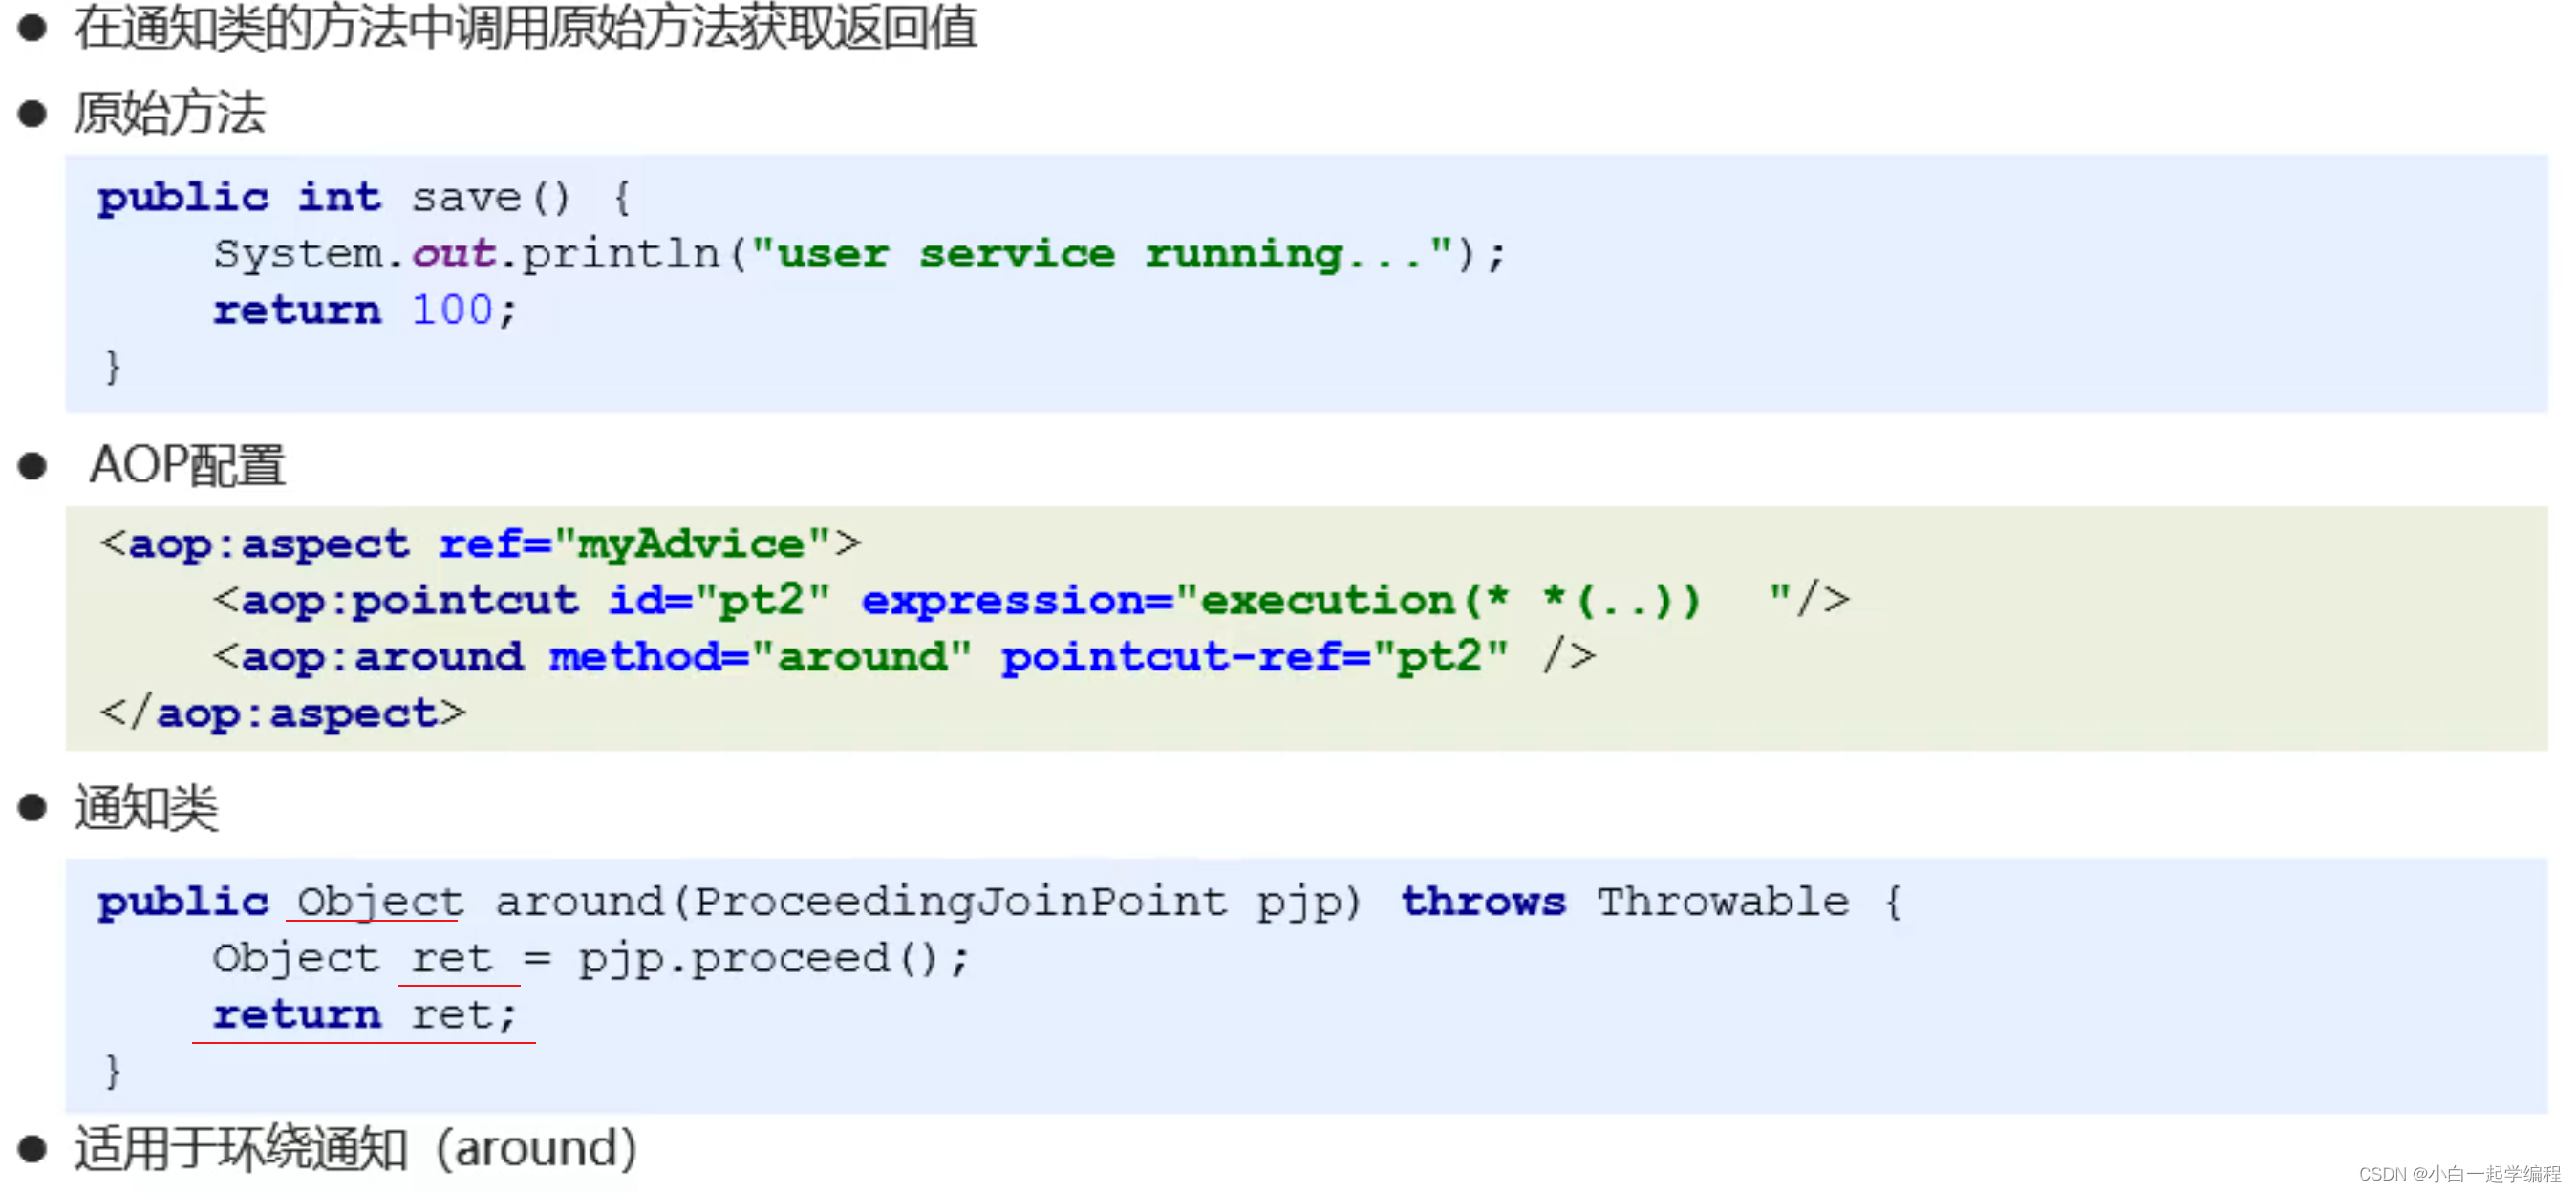 ● 在通知类的方法中调用原始方法获取返回值
● 原始方法
public int save() {
    System.out.println("user service running...");
    return 100;
}
● AOP配置
<aop:aspect ref="myAdvice">
    <aop:pointcut id="pt2" expression="execution(* *(..))  "/>
    <aop:around method="around" pointcut-ref="pt2" />
</aop:aspect>
● 通知类
public Object around(ProceedingJoinPoint pjp) throws Throwable {
    Object ret = pjp.proceed();
    return ret;
}
● 适用于环绕通知（around）
CSDN @小白一起学编程